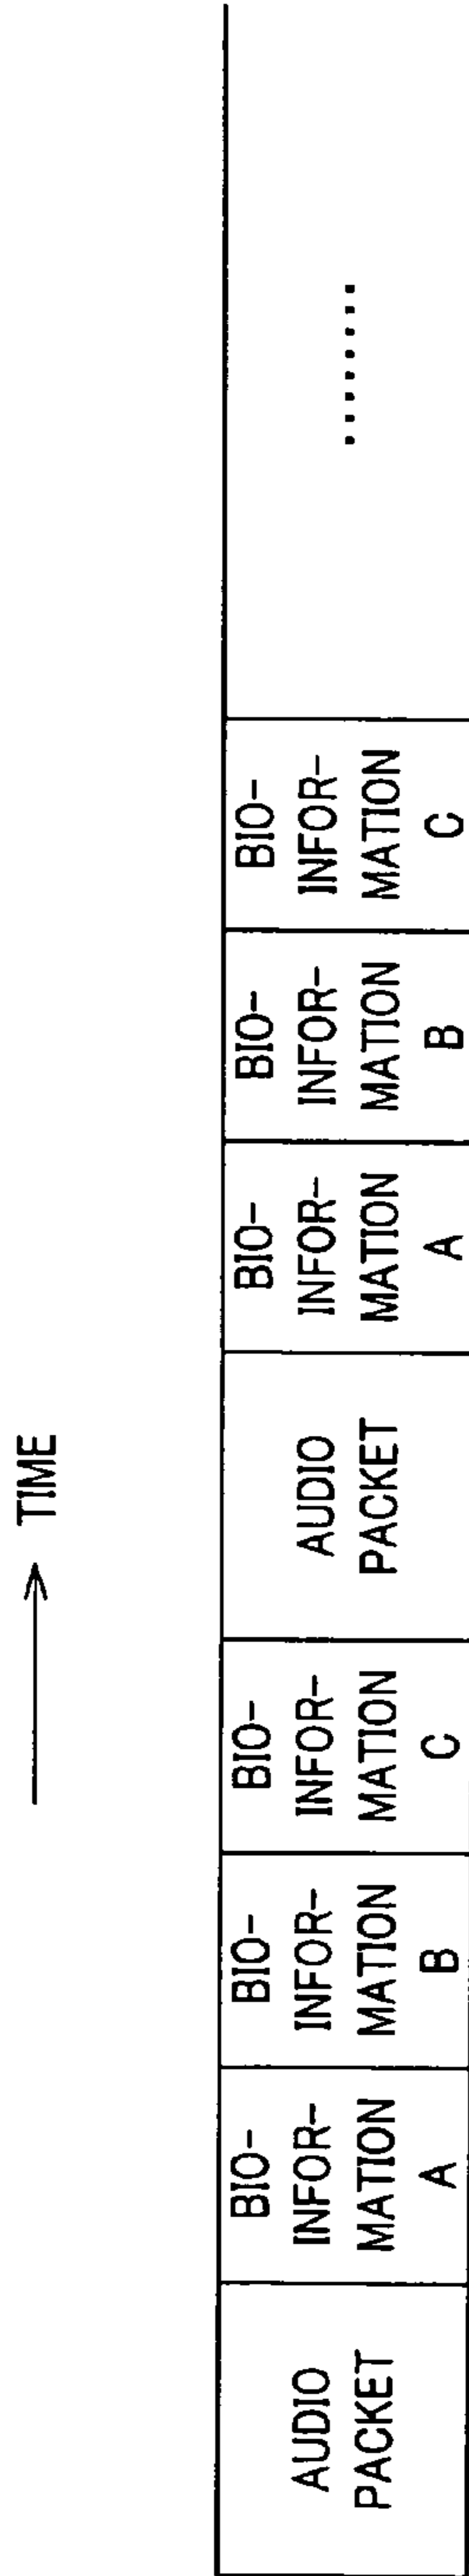 → TIME
AUDIO
PACKET
BIO-
INFOR-
MATION
A
BIO-
INFOR-
MATION
B
BIO-
INFOR-
MATION
C
AUDIO
PACKET
BIO-
INFOR-
MATION
A
BIO-
INFOR-
MATION
B
BIO-
INFOR-
MATION
C
........